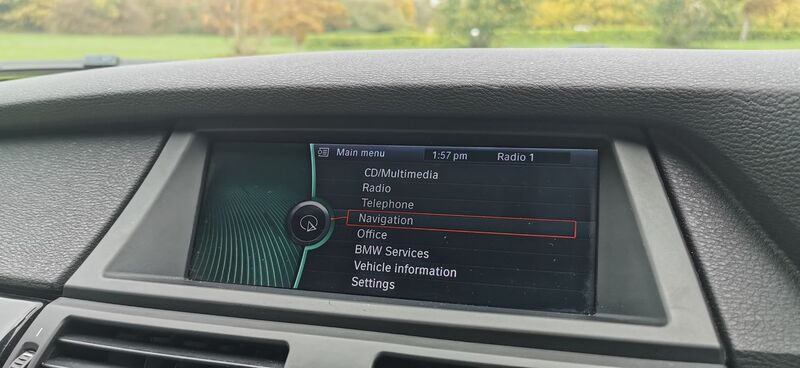 Main menu 1:57 pm Radio 1
CD/Multimedia
Radio
Telephone
Navigation
Office
BMW Services
Vehicle information
Settings